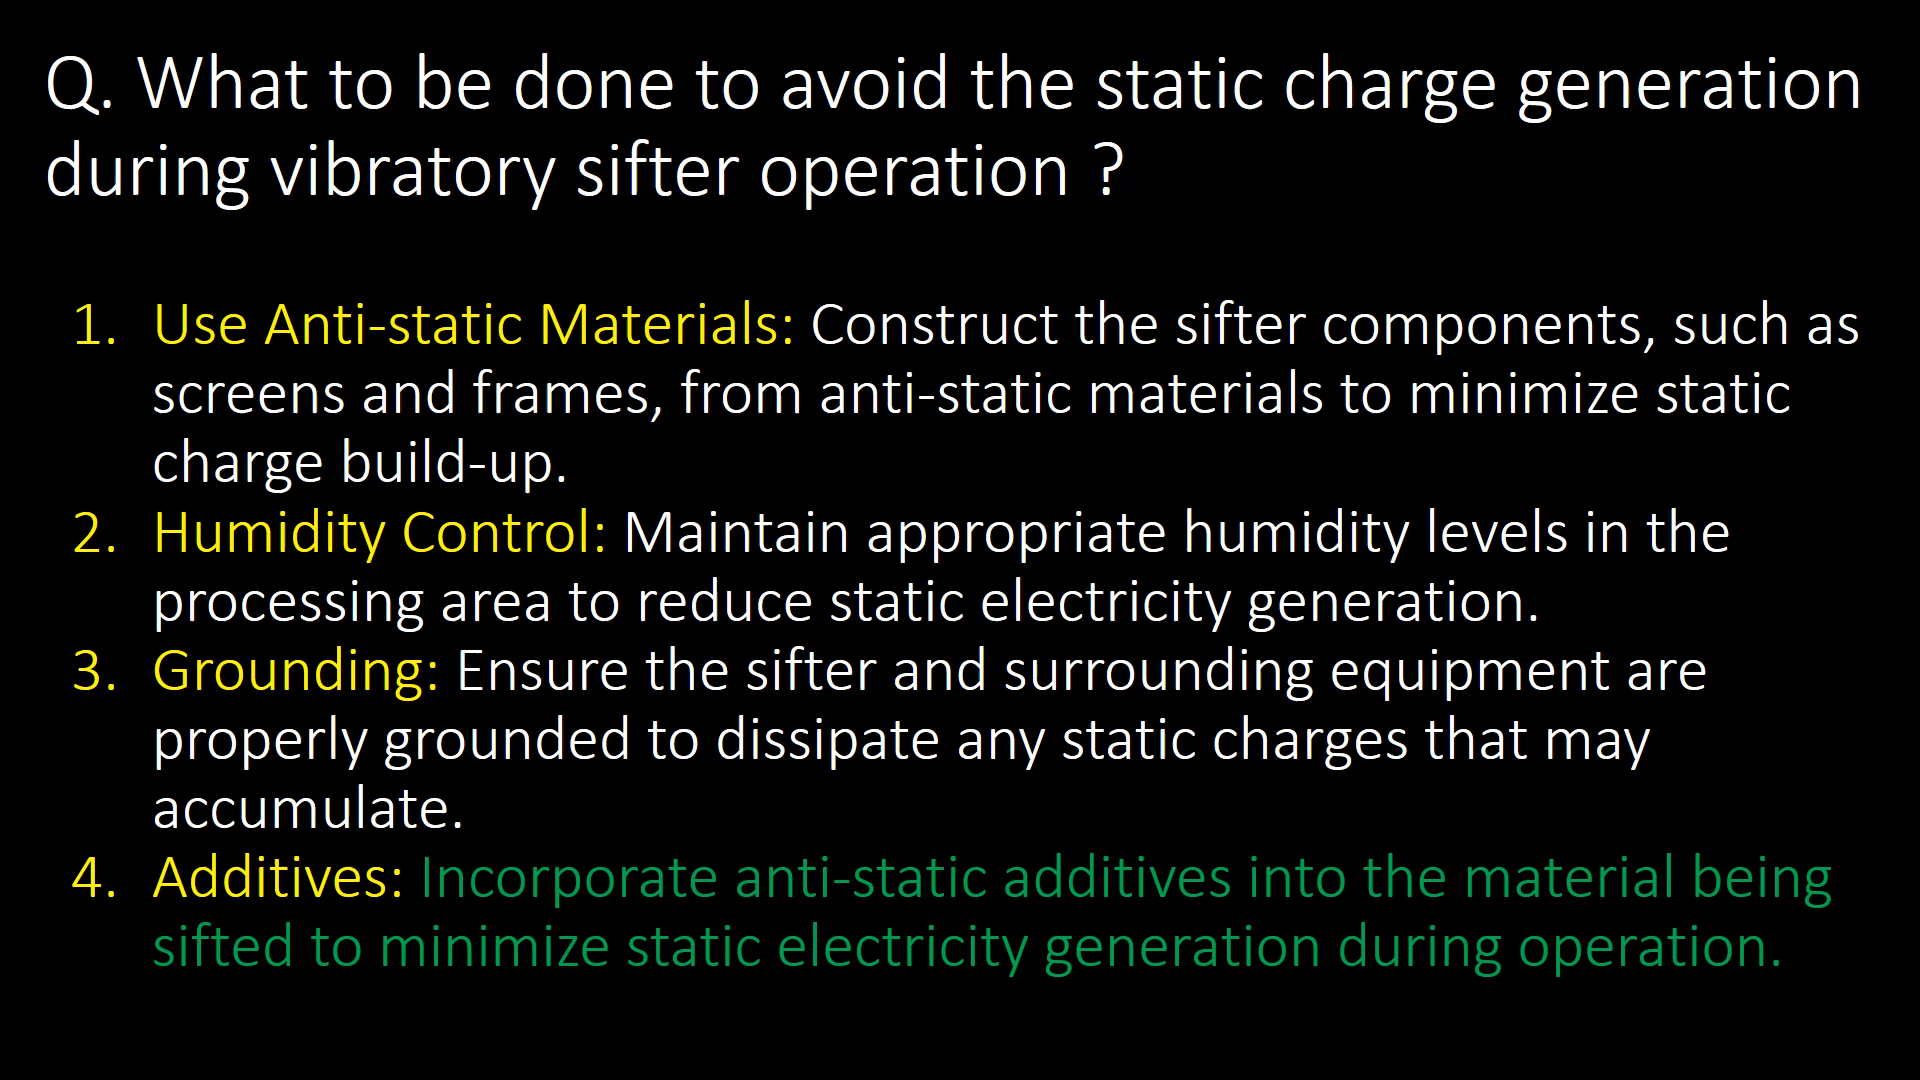 Q. What to be done to avoid the static charge generation
during vibratory sifter operation ?
1. Use Anti-static Materials: Construct the sifter components, such as
screens and frames, from anti-static materials to minimize static
charge build-up.
2. Humidity Control: Maintain appropriate humidity levels in the
processing area to reduce static electricity generation.
3. Grounding: Ensure the sifter and surrounding equipment are
properly grounded to dissipate any static charges that may
accumulate.
4. Additives: Incorporate anti-static additives into the material being
sifted to minimize static electricity generation during operation.